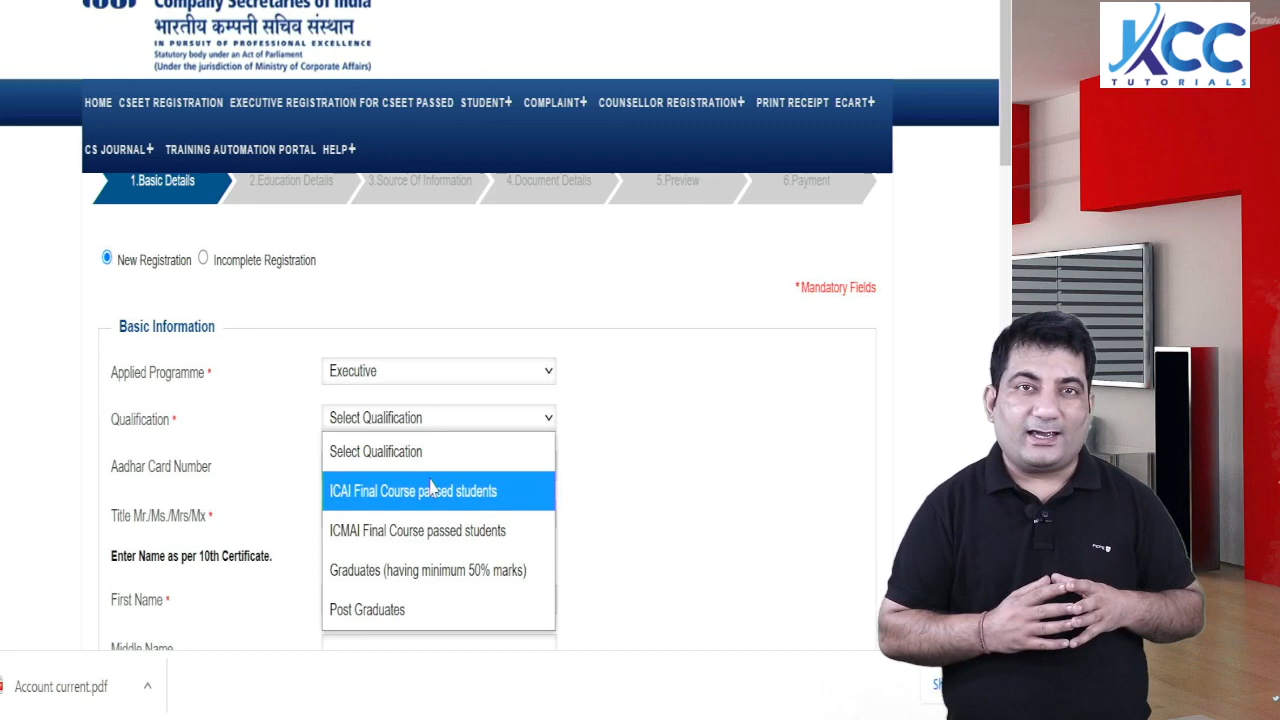 Company Secretaries of India
भारतीय कम्पनी सचिव संस्थान
IN PURSUIT OF PROFESSIONAL EXCELLENCE
Statutory body under an Act of Parliament
(Under the jurisdiction of Ministry of Corporate Affairs)
KCC
TUTORIALS
HOME CSEET REGISTRATION EXECUTIVE REGISTRATION FOR CSEET PASSED STUDENT+ COMPLAINT+ COUNSELLOR REGISTRATION+ PRINT RECEIPT ECART+
CS JOURNAL+ TRAINING AUTOMATION PORTAL HELP+
1.Basic Details 2.Education Details 3.Source Of Information 4.Document Details 5.Preview 6.Payment
New Registration Incomplete Registration
* Mandatory Fields
Basic Information
Applied Programme * Executive
Qualification * Select Qualification
Select Qualification
Aadhar Card Number
ICAI Final Course passed students
Title Mr./Ms./Mrs/Mx *
ICMAI Final Course passed students
Enter Name as per 10th Certificate.
Graduates (having minimum 50% marks)
First Name *
Post Graduates
Middle Name
Account current.pdf